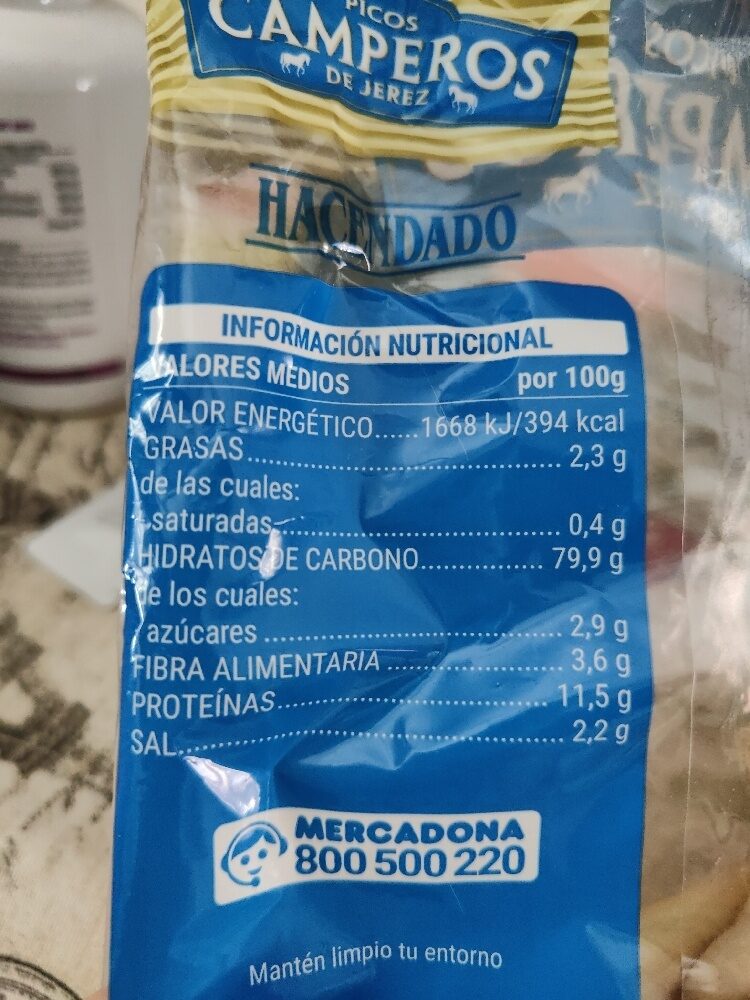 PICOS
CAMPEROS
DE JEREZ
HACENDADO
INFORMACIÓN NUTRICIONAL
VALORES MEDIOS por 100g
VALOR ENERGÉTICO......1668 kJ/394 kcal
GRASAS.......................................... 2,3 g
de las cuales:
saturadas....................................... 0,4 g
HIDRATOS DE CARBONO................ 79,9 g
de los cuales:
azúcares ........................................ 2,9 g
FIBRA ALIMENTARIA ....................... 3,6 g
PROTEÍNAS.................................... 11,5 g
SAL................................................ 2,2 g
MERCADONA
800 500 220
Mantén limpio tu entorno